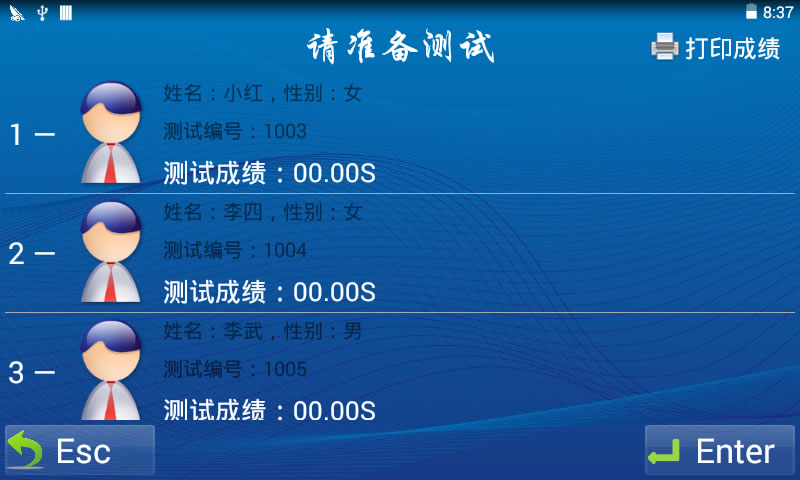 8:37
请准备测试
打印成绩
1 —
姓名：小红，性别：女
测试编号：1003
测试成绩：00.00S
2 —
姓名：李四，性别：女
测试编号：1004
测试成绩：00.00S
3 —
姓名：李武，性别：男
测试编号：1005
测试成绩：00.00S
Esc
Enter